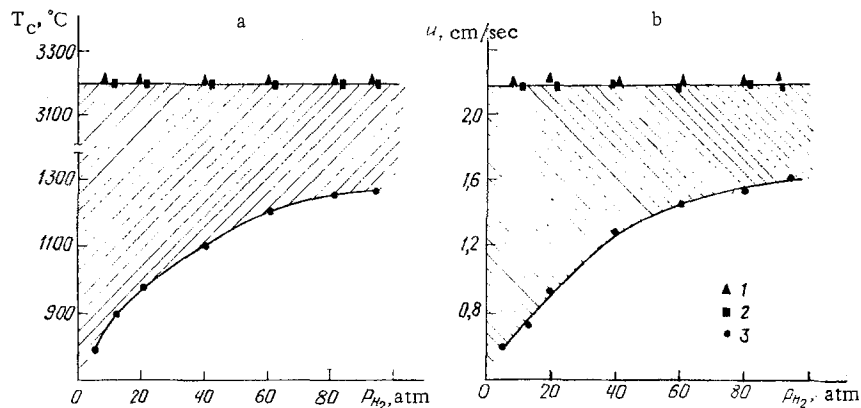 T_C, °C
a
3300
3100
1300
1100
900
0 20 40 60 80 P_H2, atm
u, cm/sec
b
2,0
1,6
1,2
0,8
1
2
3
0 20 40 60 80 P_H2, atm